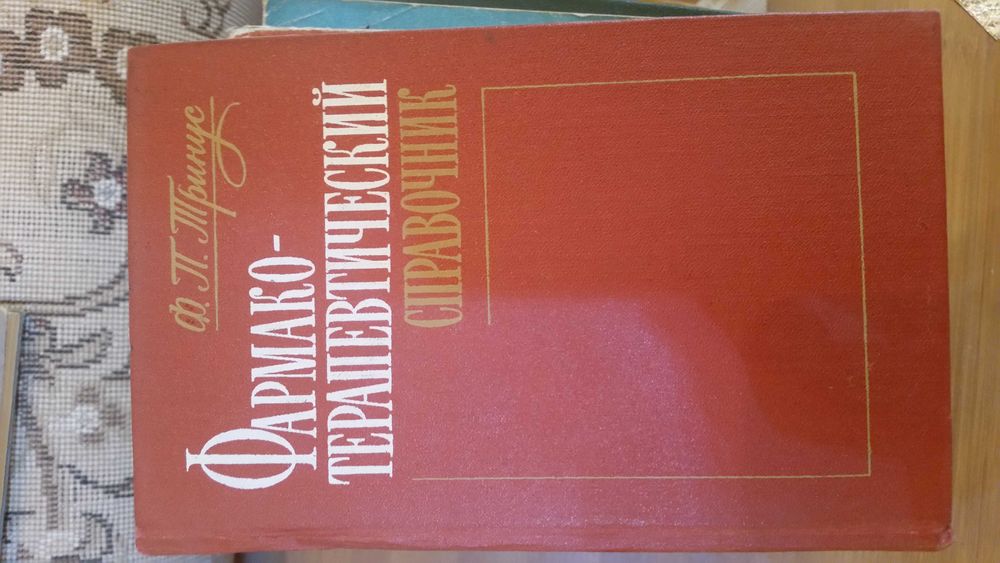 Ф. П. Тринус
ФАРМАКО-
ТЕРАПЕВТИЧЕСКИЙ
СПРАВОЧНИК